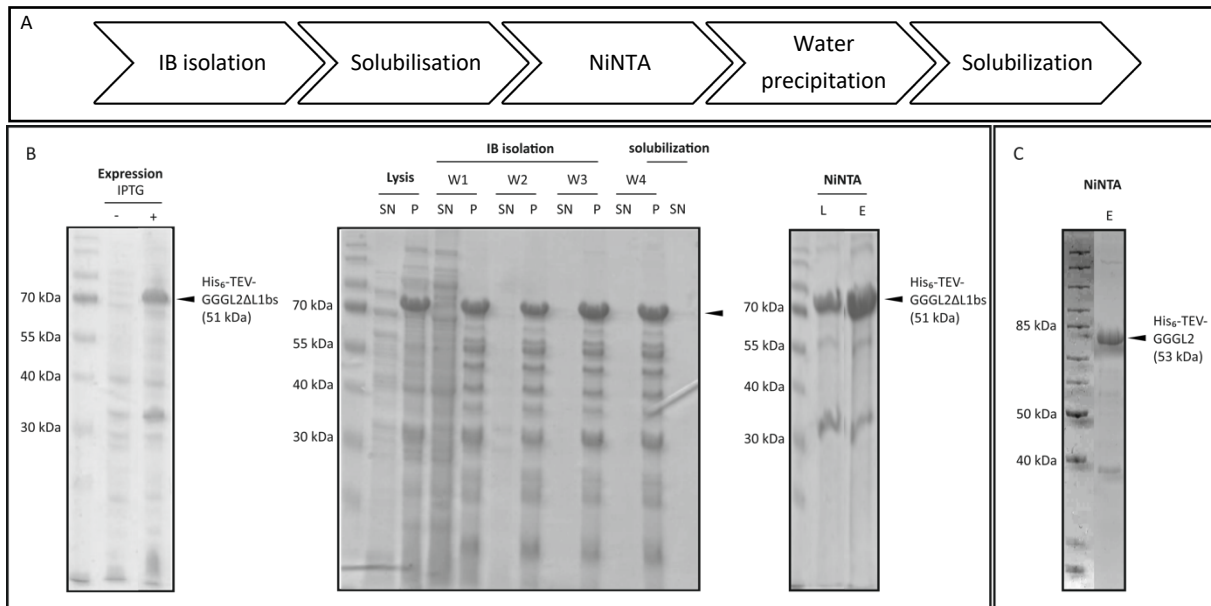 A
IB isolation
Solubilisation
NiNTA
Water
precipitation
Solubilization
B
Expression
IPTG
- +
70 kDa
55 kDa
40 kDa
30 kDa
His₆-TEV-
GGGL2ΔL1bs
(51 kDa)
IB isolation
solubilization
Lysis W1 W2 W3 W4
SN P SN P SN P SN P SN P SN
70 kDa
55 kDa
40 kDa
30 kDa
NiNTA
L E
70 kDa
55 kDa
40 kDa
30 kDa
His₆-TEV-
GGGL2ΔL1bs
(51 kDa)
C
NiNTA
E
85 kDa
50 kDa
40 kDa
His₆-TEV-
GGGL2
(53 kDa)